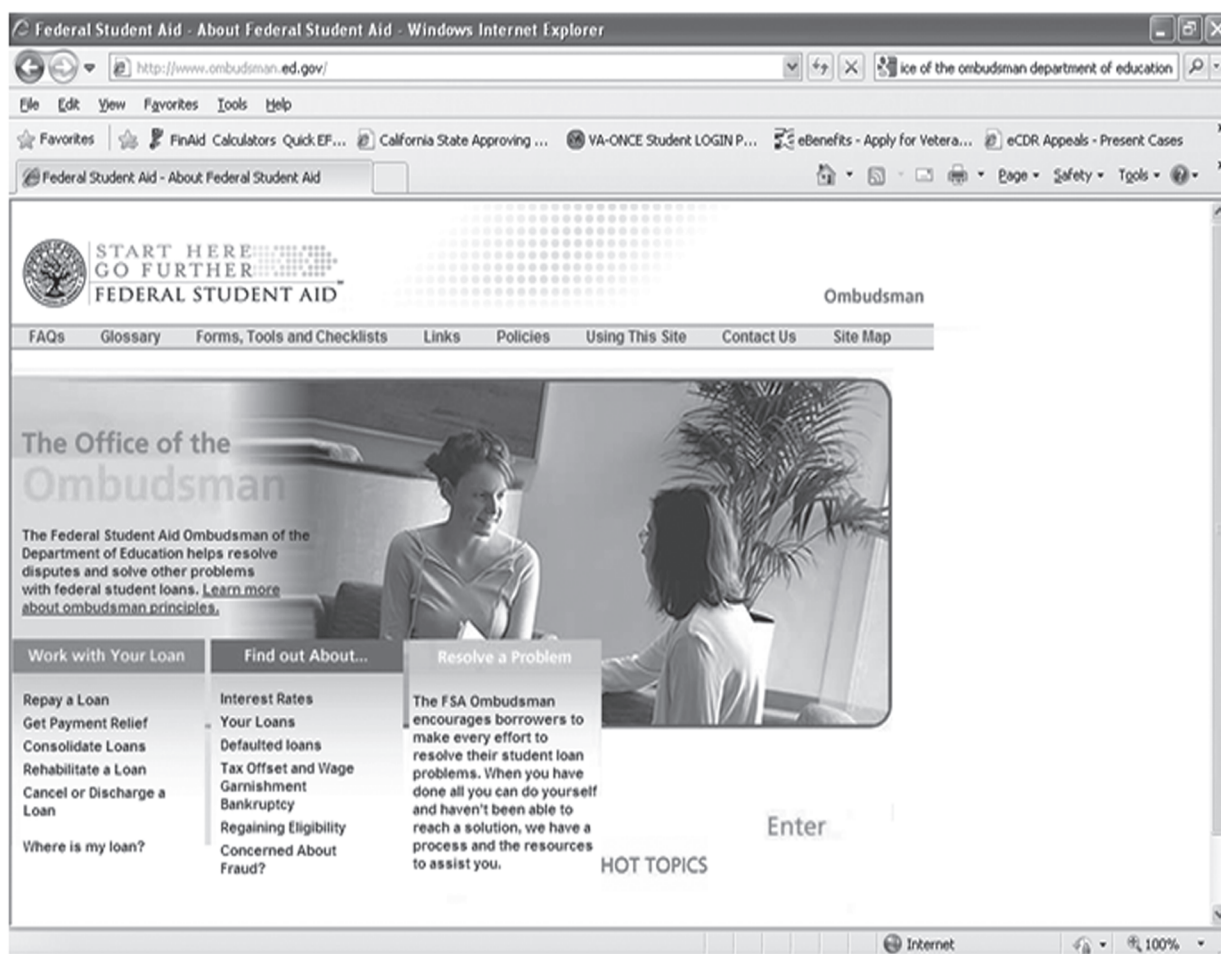 Federal Student Aid - About Federal Student Aid - Windows Internet Explorer
http://www.ombudsman.ed.gov/
ice of the ombudsman department of education
File Edit View Favorites Tools Help
Favorites FinAid Calculators Quick EF... California State Approving ... VA-ONCE Student LOGIN P... eBenefits - Apply for Vetera... eCDR Appeals - Present Cases
Federal Student Aid - About Federal Student Aid
Page Safety Tools
START HERE
GO FURTHER
FEDERAL STUDENT AID™
Ombudsman
FAQs Glossary Forms, Tools and Checklists Links Policies Using This Site Contact Us Site Map
The Office of the
Ombudsman
The Federal Student Aid Ombudsman of the
Department of Education helps resolve
disputes and solve other problems
with federal student loans. Learn more
about ombudsman principles.
Work with Your Loan
Repay a Loan
Get Payment Relief
Consolidate Loans
Rehabilitate a Loan
Cancel or Discharge a
Loan
Where is my loan?
Find out About...
Interest Rates
Your Loans
Defaulted loans
Tax Offset and Wage
Garnishment
Bankruptcy
Regaining Eligibility
Concerned About
Fraud?
Resolve a Problem
The FSA Ombudsman
encourages borrowers to
make every effort to
resolve their student loan
problems. When you have
done all you can do yourself
and haven't been able to
reach a solution, we have a
process and the resources
to assist you.
Enter
HOT TOPICS
Internet
100%